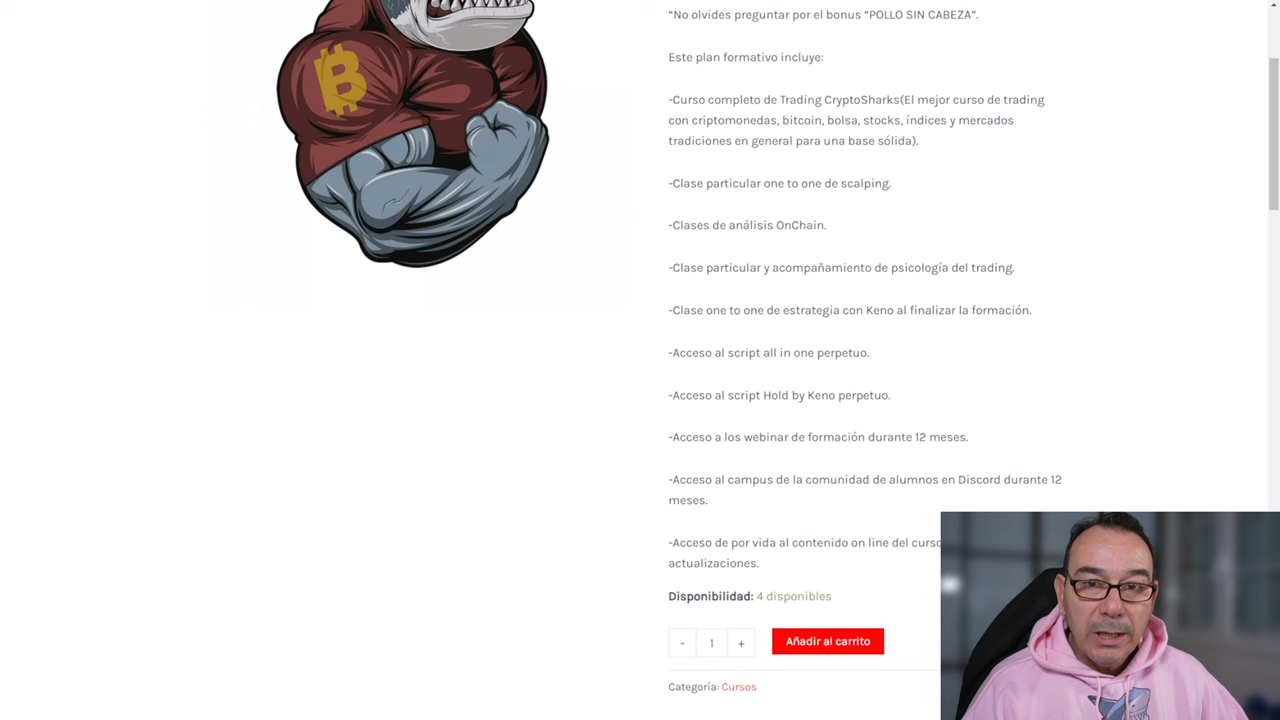 “No olvides preguntar por el bonus “POLLO SIN CABEZA”.
Este plan formativo incluye:
-Curso completo de Trading CryptoSharks(El mejor curso de trading
con criptomonedas, bitcoin, bolsa, stocks, índices y mercados
tradiciones en general para una base sólida).
-Clase particular one to one de scalping.
-Clases de análisis OnChain.
-Clase particular y acompañamiento de psicología del trading.
-Clase one to one de estrategia con Keno al finalizar la formación.
-Acceso al script all in one perpetuo.
-Acceso al script Hold by Keno perpetuo.
-Acceso a los webinar de formación durante 12 meses.
-Acceso al campus de la comunidad de alumnos en Discord durante 12
meses.
-Acceso de por vida al contenido on line del curso
actualizaciones.
Disponibilidad: 4 disponibles
- 1 + Añadir al carrito
Categoría: Cursos